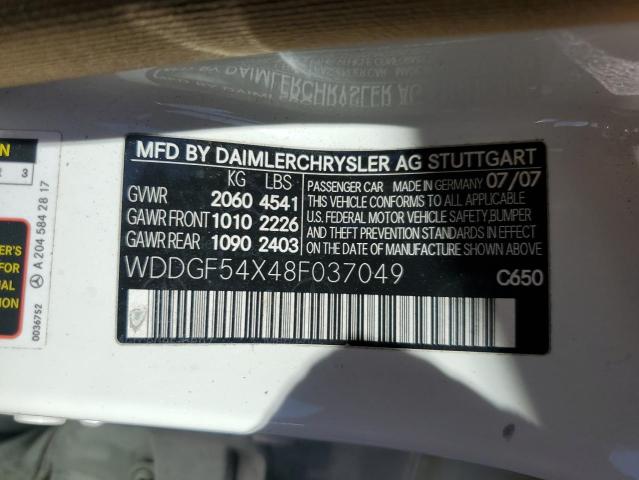 MFD BY DAIMLERCHRYSLER AG STUTTGART
KG LBS
GVWR 2060 4541
GAWR FRONT 1010 2226
GAWR REAR 1090 2403
PASSENGER CAR MADE IN GERMANY 07/07
THIS VEHICLE CONFORMS TO ALL APPLICABLE
U.S. FEDERAL MOTOR VEHICLE SAFETY, BUMPER
AND THEFT PREVENTION STANDARDS IN EFFECT
ON THE DATE OF MANUFACTURE SHOWN ABOVE.
WDDGF54X48F037049
C650
3
A 204 584 28 17
0036752